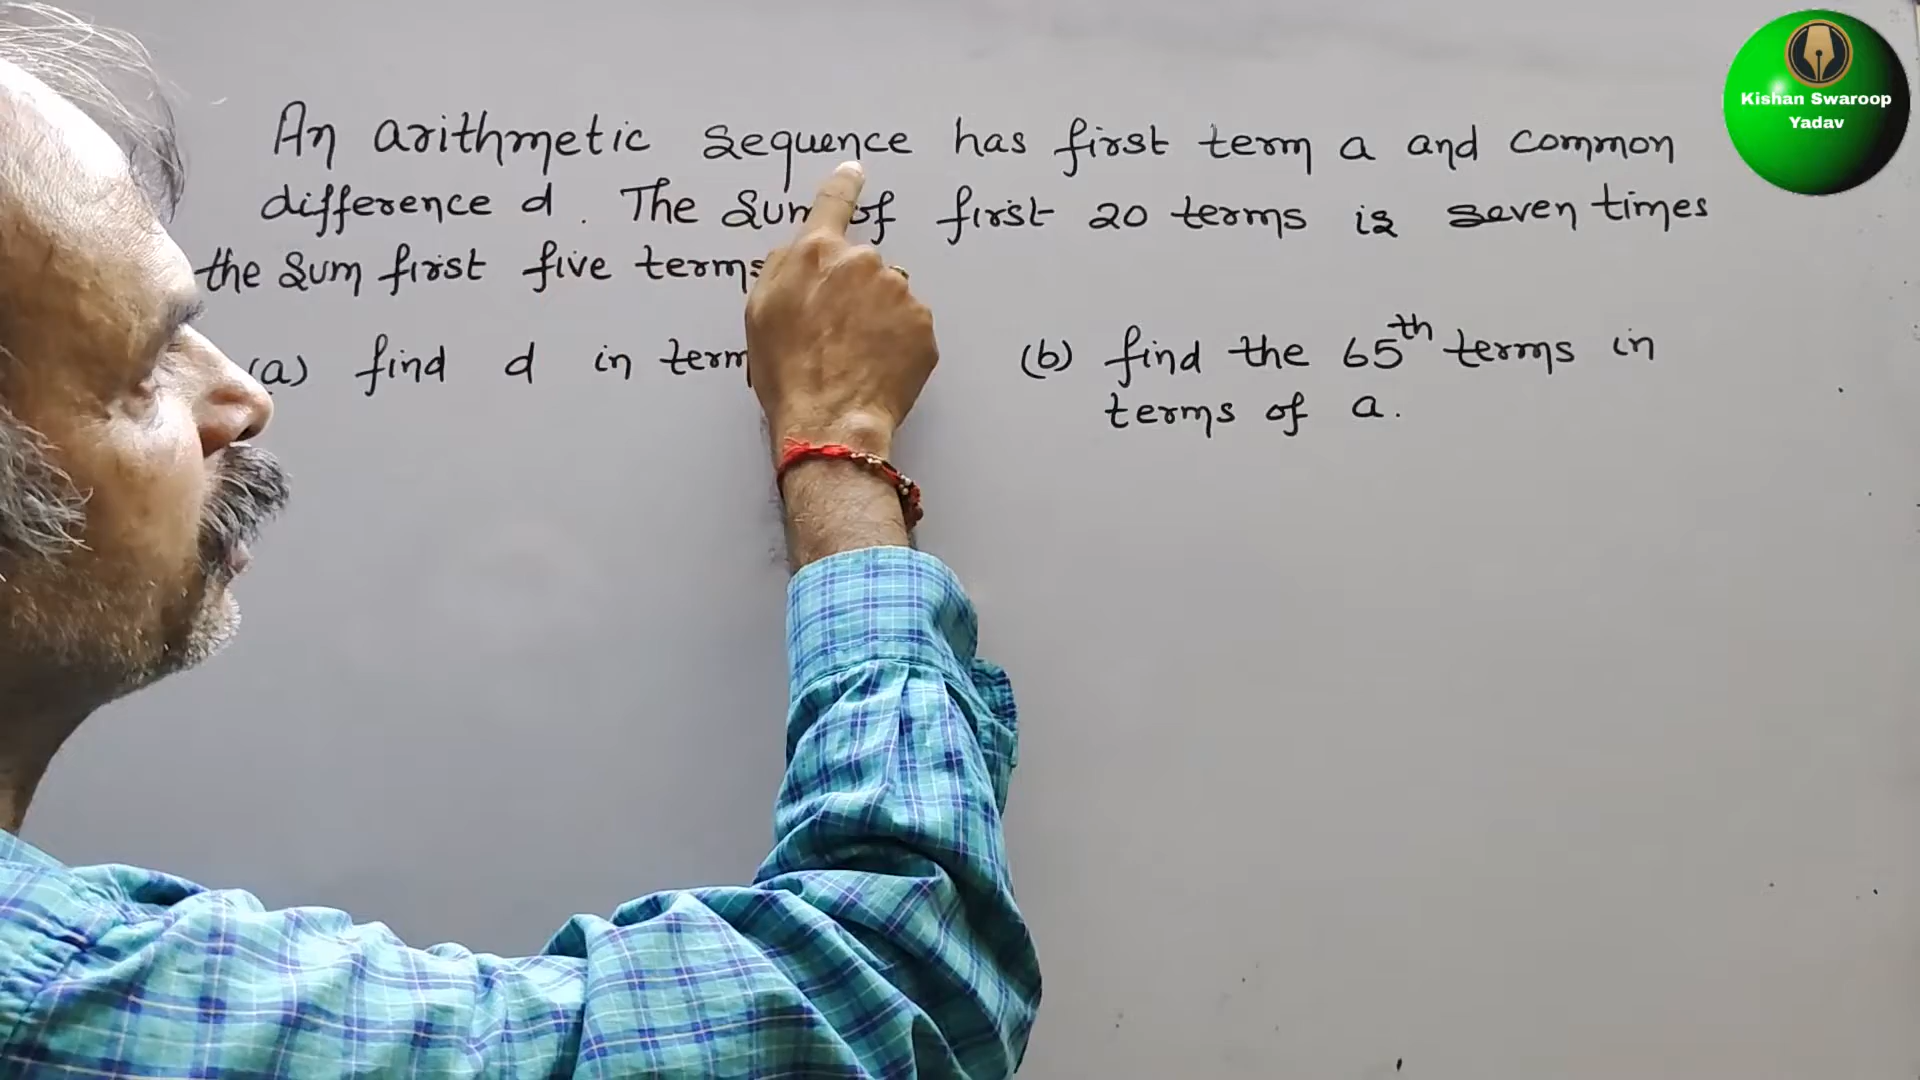 An arithmetic sequence has first term a and common
difference d. The Sum of first 20 terms is seven times
the Sum first five terms
(a) find d in term
(b) find the 65th terms in
terms of a.
Kishan Swaroop
Yadav